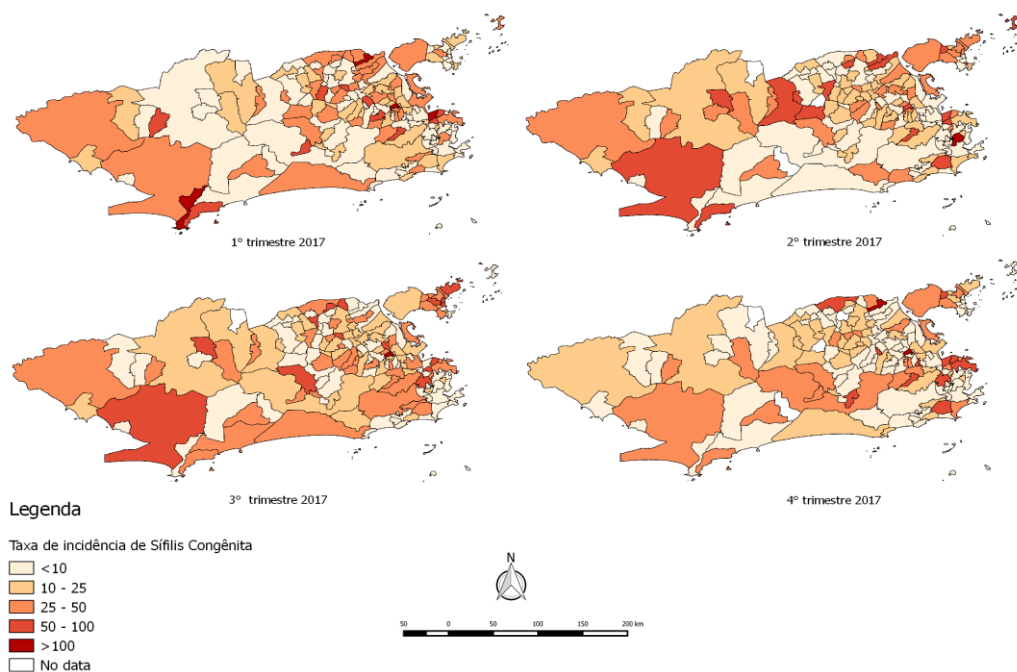 1° trimestre 2017
2° trimestre 2017
3° trimestre 2017
4° trimestre 2017
Legenda
Taxa de incidência de Sífilis Congênita
<10
10 - 25
25 - 50
50 - 100
>100
No data
N
50 0 50 100 150 200 km